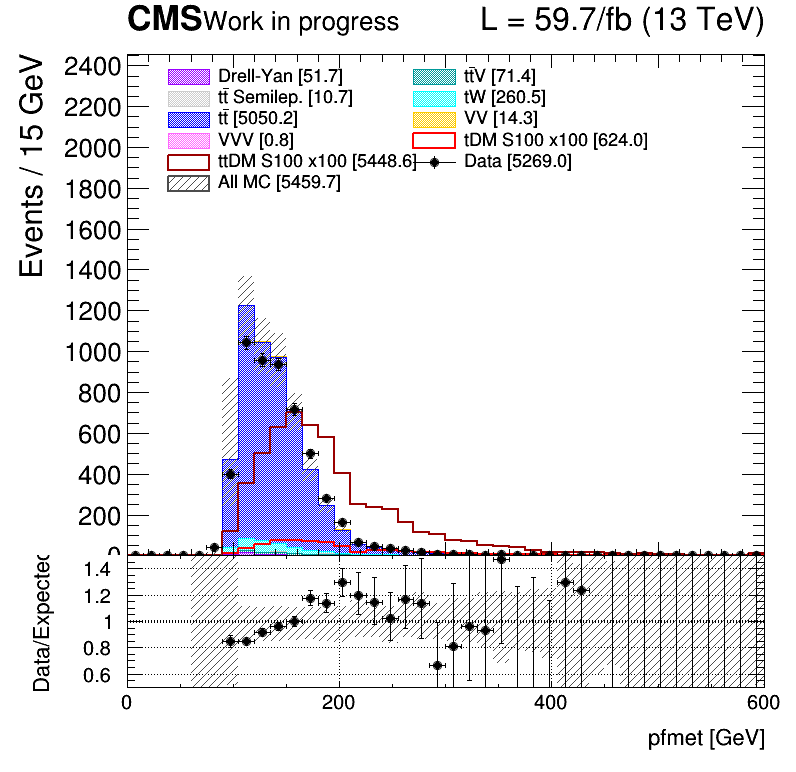 CMS Work in progress L = 59.7/fb (13 TeV)
Events / 15 GeV
2400
2200
2000
1800
1600
1400
1200
1000
800
600
400
200
0
Drell-Yan [51.7]
tt̄ Semilep. [10.7]
tt̄ [5050.2]
VVV [0.8]
ttDM S100 x100 [5448.6]
All MC [5459.7]
tt̄V [71.4]
tW [260.5]
VV [14.3]
tDM S100 x100 [624.0]
Data [5269.0]
Data/Expected
1.4
1.2
1
0.8
0.6
0 200 400 600
pfmet [GeV]